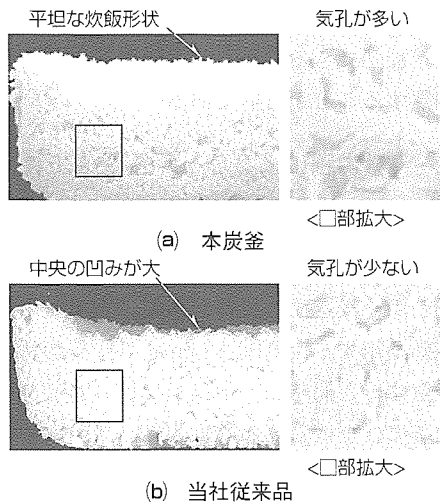 平坦な炊飯形状
気孔が多い
<□部拡大>
(a) 本炭釜
中央の凹みが大
気孔が少ない
<□部拡大>
(b) 当社従来品